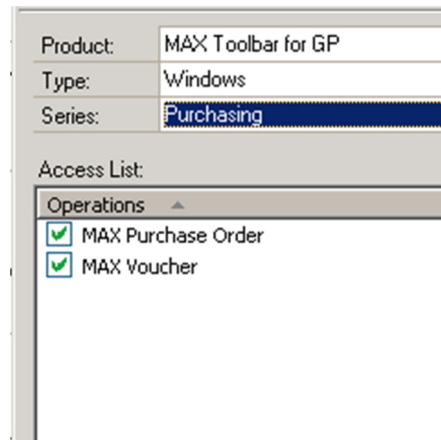 Product: MAX Toolbar for GP
Type: Windows
Series: Purchasing
Access List:
Operations
MAX Purchase Order
MAX Voucher